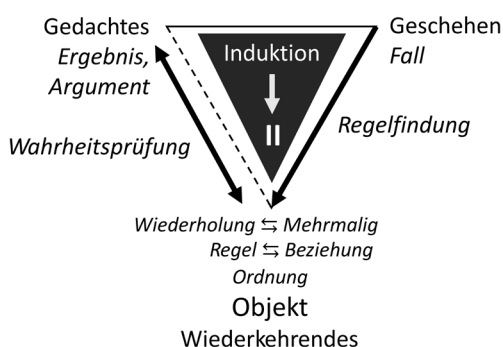 Gedachtes
Ergebnis,
Argument
Geschehen
Fall
Induktion
II
Wahrheitsprüfung
Regelfindung
Wiederholung ⇆ Mehrmalig
Regel ⇆ Beziehung
Ordnung
Objekt
Wiederkehrendes